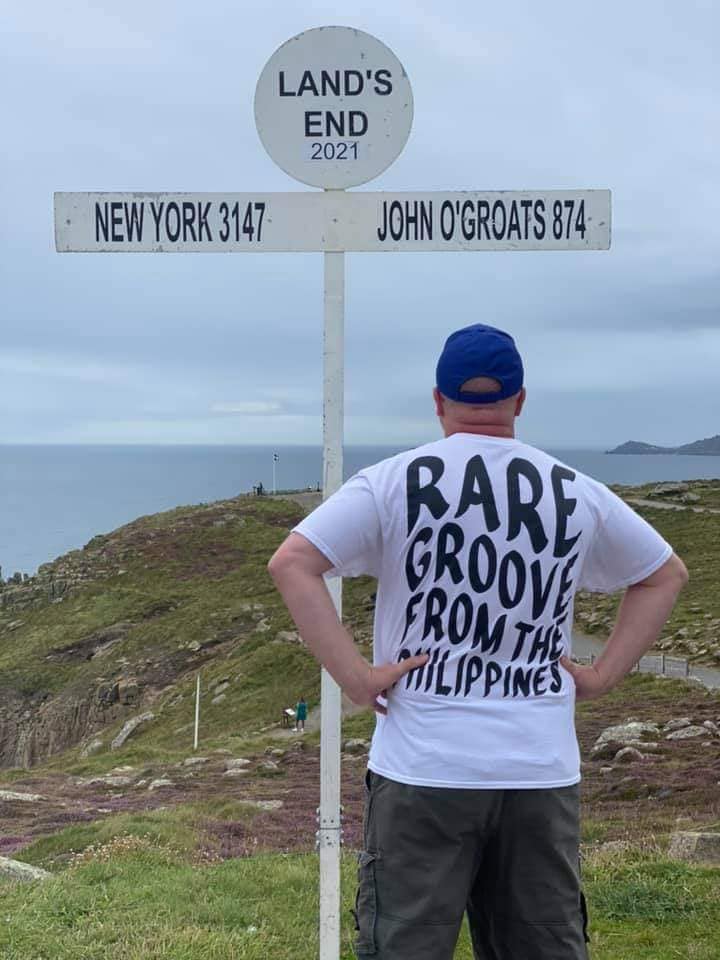 LAND'S
END
2021
NEW YORK 3147
JOHN O'GROATS 874
RARE
GROOVE
FROM THE
PHILIPPINES